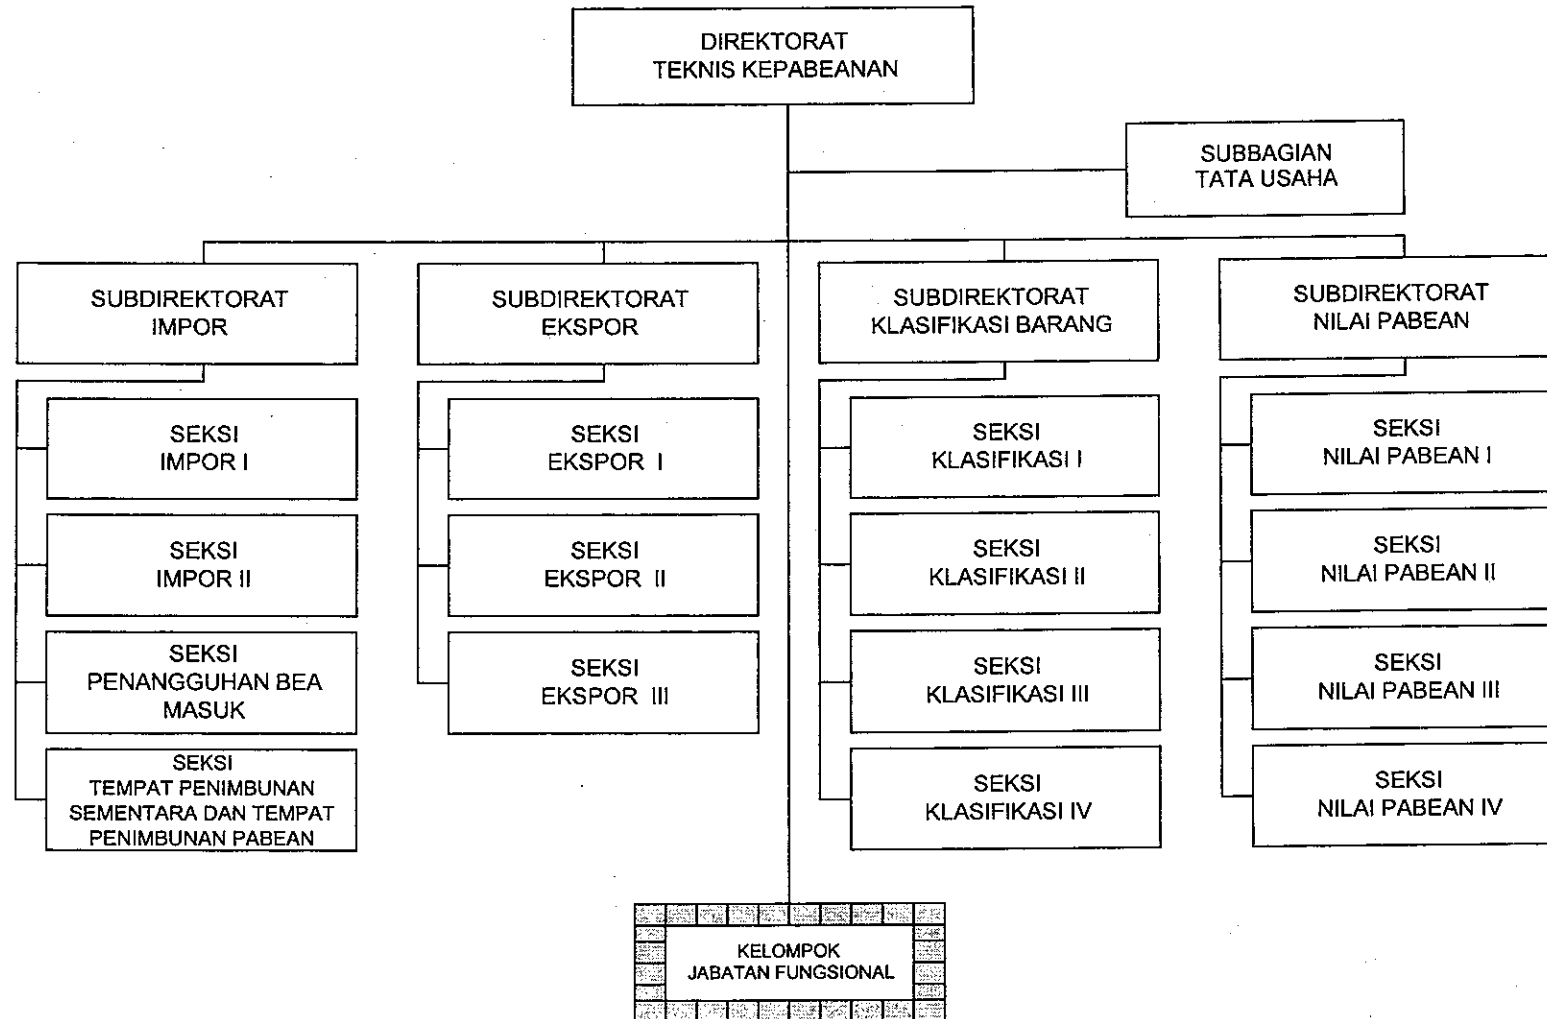 DIREKTORAT
TEKNIS KEPABEANAN
SUBBAGIAN
TATA USAHA
SUBDIREKTORAT
IMPOR
SUBDIREKTORAT
EKSPOR
SUBDIREKTORAT
KLASIFIKASI BARANG
SUBDIREKTORAT
NILAI PABEAN
SEKSI
IMPOR I
SEKSI
IMPOR II
SEKSI
PENANGGUHAN BEA
MASUK
SEKSI
TEMPAT PENIMBUNAN
SEMENTARA DAN TEMPAT
PENIMBUNAN PABEAN
SEKSI
EKSPOR I
SEKSI
EKSPOR II
SEKSI
EKSPOR III
SEKSI
KLASIFIKASI I
SEKSI
KLASIFIKASI II
SEKSI
KLASIFIKASI III
SEKSI
KLASIFIKASI IV
SEKSI
NILAI PABEAN I
SEKSI
NILAI PABEAN II
SEKSI
NILAI PABEAN III
SEKSI
NILAI PABEAN IV
KELOMPOK
JABATAN FUNGSIONAL